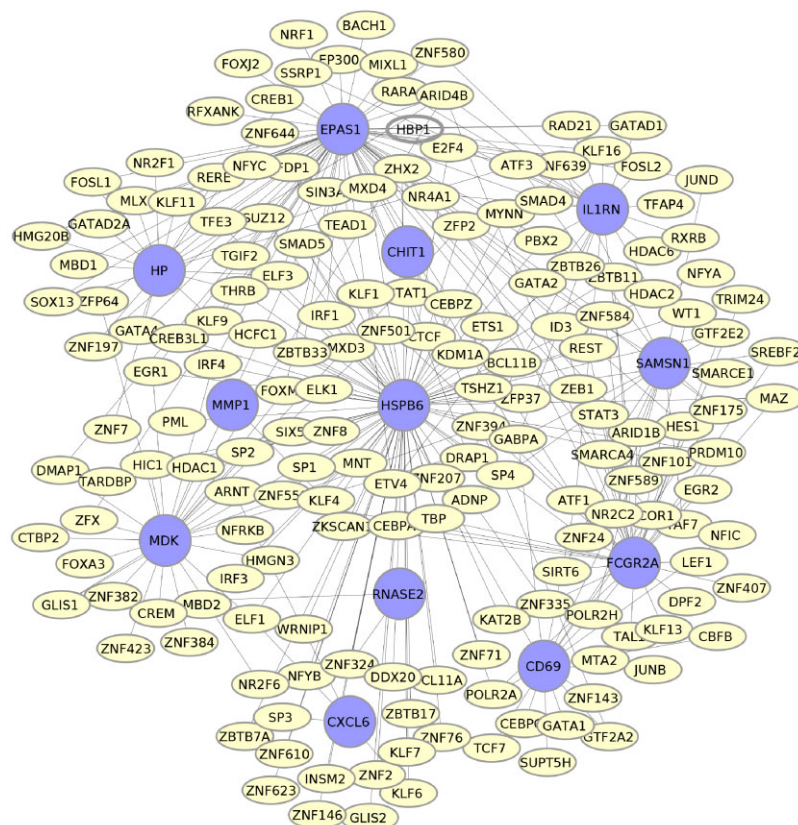 BACH1
NRF1
ZNF580
EP300
FOXJ2
MIXL1
SSRP1
RARA
ARID4B
CREB1
RFXANK
EPAS1
HBP1
RAD21
GATAD1
ZNF644
E2F4
KLF16
NR2F1
NFYC
ZHX2
ATF3
ZNF639
FOSL2
FOSL1
RERE
SIN3A
MXD4
NR4A1
SMAD4
JUND
MLX
KLF11
TFAP4
GATAD2A
TFE3
SUZ12
TEAD1
ZFP2
MYNN
IL1RN
HMG20B
SMAD5
CHIT1
PBX2
HDAC6
RXRB
MBD1
HP
TGIF2
ELF3
ZBTB26
ZBTB11
NFYA
THRB
GATA2
HDAC2
SOX13
ZFP64
KLF1
CEBPZ
TRIM24
GATA4
KLF9
IRF1
ID3
ZNF584
WT1
ZNF197
CREB3L1
HCFC1
ZNF501
CTCF
ETS1
GTF2E2
IRF4
ZBTB33
MXD3
KDM1A
BCL11B
REST
SAMSN1
SREBF2
EGR1
SMARCE1
MMP1
ELK1
HSPB6
TSHZ1
ZFP37
ZEB1
MAZ
PML
STAT3
HES1
ZNF175
ZNF7
SIX5
ZNF8
ZNF394
ARID1B
SP2
GABPA
SMARCA4
PRDM10
DMAP1
HIC1
HDAC1
SP1
MNT
DRAP1
ZNF101
TARDBP
SP4
ZNF589
ARNT
ETV4
ZNF207
EGR2
KLF4
ADNP
ATF1
ZFX
NFRKB
ZKSCAN1
CEBPA
TBP
NR2C2
CTBP2
MDK
ZNF24
NFIC
FOXA3
HMGN3
LEF1
IRF3
SIRT6
FCGR2A
GLIS1
ZNF382
MBD2
RNASE2
DPF2
ZNF407
CREM
ELF1
ZNF335
POLR2H
ZNF423
ZNF384
WRNIP1
KAT2B
KLF13
CBFB
ZNF71
NR2F6
NFYB
ZNF324
DDX20
CD69
MTA2
JUNB
POLR2A
ZNF143
SP3
ZBTB17
ZBTB7A
CXCL6
GATA1
GTF2A2
ZNF610
KLF7
ZNF76
TCF7
SUPT5H
ZNF623
INSM2
ZNF2
KLF6
ZNF146
GLIS2